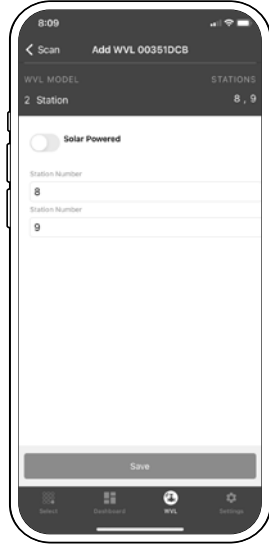 8:09
Scan Add WVL 00351DCB
WVL MODEL STATIONS
2 Station 8 , 9
Solar Powered
Station Number
8
Station Number
9
Save
Select Dashboard WVL Settings